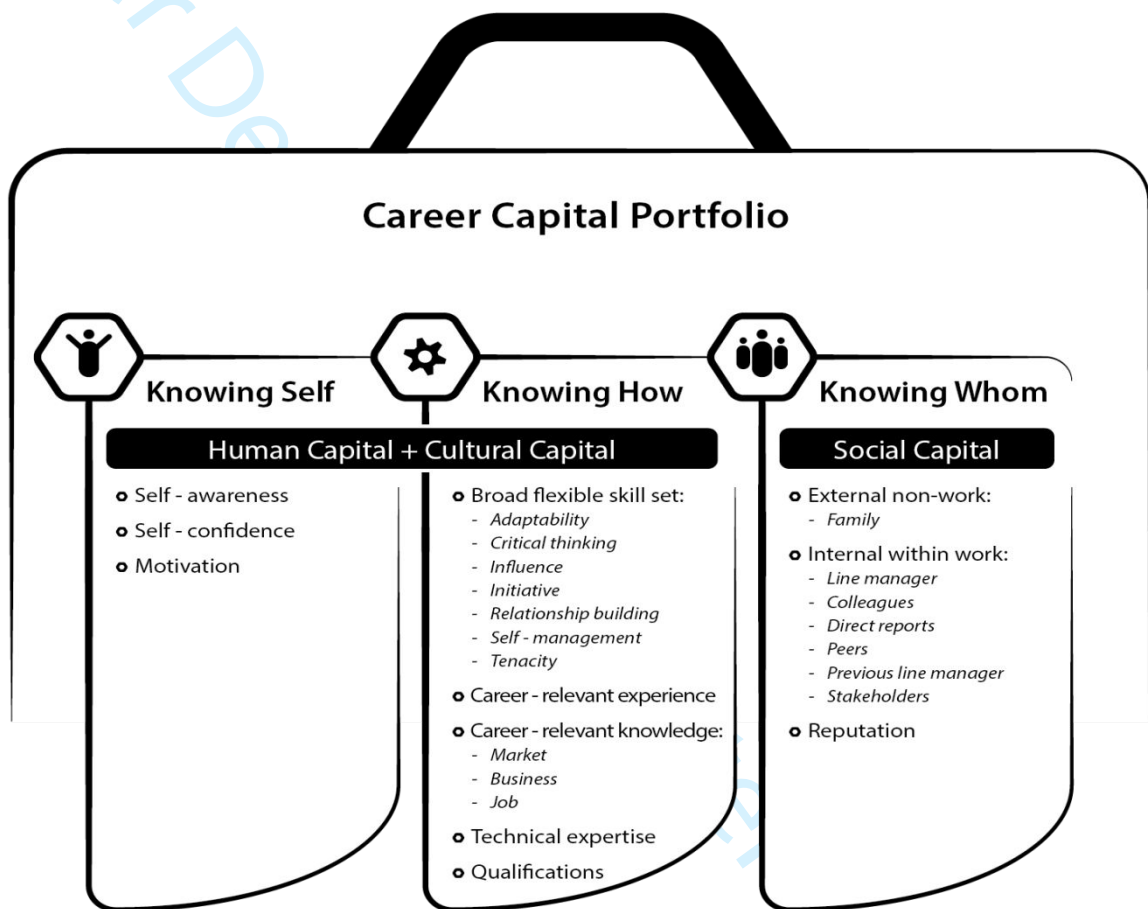 Career Capital Portfolio
Knowing Self
Knowing How
Knowing Whom
Human Capital + Cultural Capital
Social Capital
Self - awareness
Self - confidence
Motivation
Broad flexible skill set:
- Adaptability
- Critical thinking
- Influence
- Initiative
- Relationship building
- Self - management
- Tenacity
Career - relevant experience
Career - relevant knowledge:
- Market
- Business
- Job
Technical expertise
Qualifications
External non-work:
- Family
Internal within work:
- Line manager
- Colleagues
- Direct reports
- Peers
- Previous line manager
- Stakeholders
Reputation